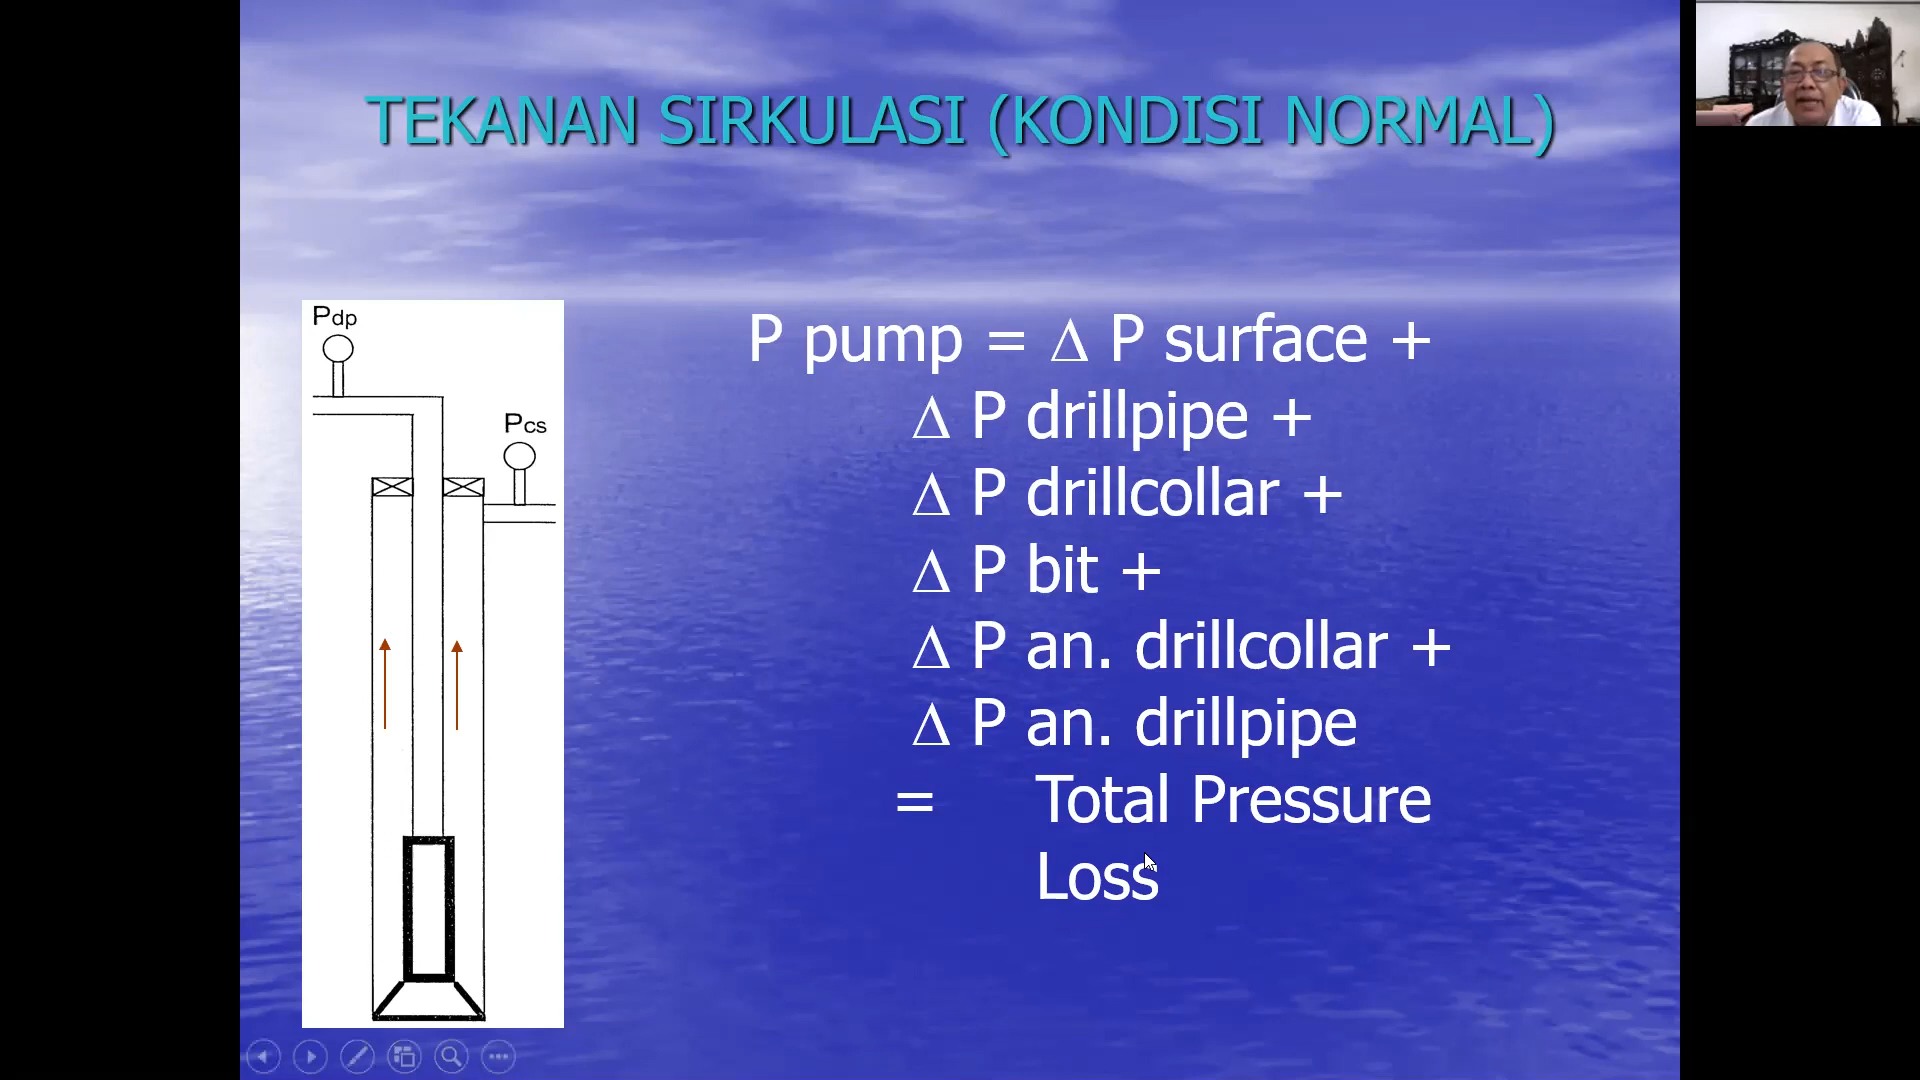 TEKANAN SIRKULASI (KONDISI NORMAL)
Pdp
Pcs
P pump = Δ P surface +
Δ P drillpipe +
Δ P drillcollar +
Δ P bit +
Δ P an. drillcollar +
Δ P an. drillpipe
= Total Pressure
Loss